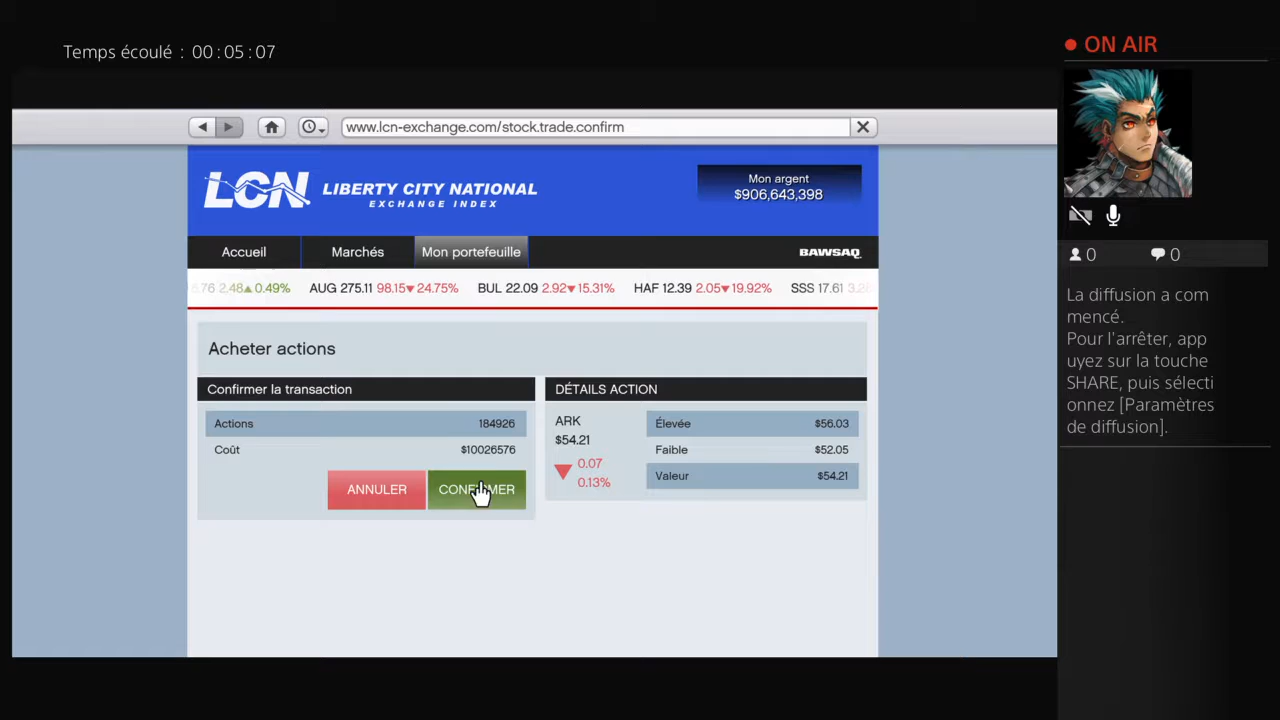 Temps écoulé : 00:05:07
ON AIR
www.lcn-exchange.com/stock.trade.confirm
LCN LIBERTY CITY NATIONAL
EXCHANGE INDEX
Mon argent
$906,643,398
Accueil Marchés Mon portefeuille BAWSAQ
2,48 0.49% AUG 275.11 98.15 24.75% BUL 22.09 2.92 15.31% HAF 12.39 2.05 19.92% SSS 17.61
Acheter actions
Confirmer la transaction
Actions 184926
Coût $10026576
ANNULER CONFIRMER
DÉTAILS ACTION
ARK
$54.21
0.07
0.13%
Élevée $56.03
Faible $52.05
Valeur $54.21
0 0
La diffusion a com
mencé.
Pour l'arrêter, app
uyez sur la touche
SHARE, puis sélecti
onnez [Paramètres
de diffusion].